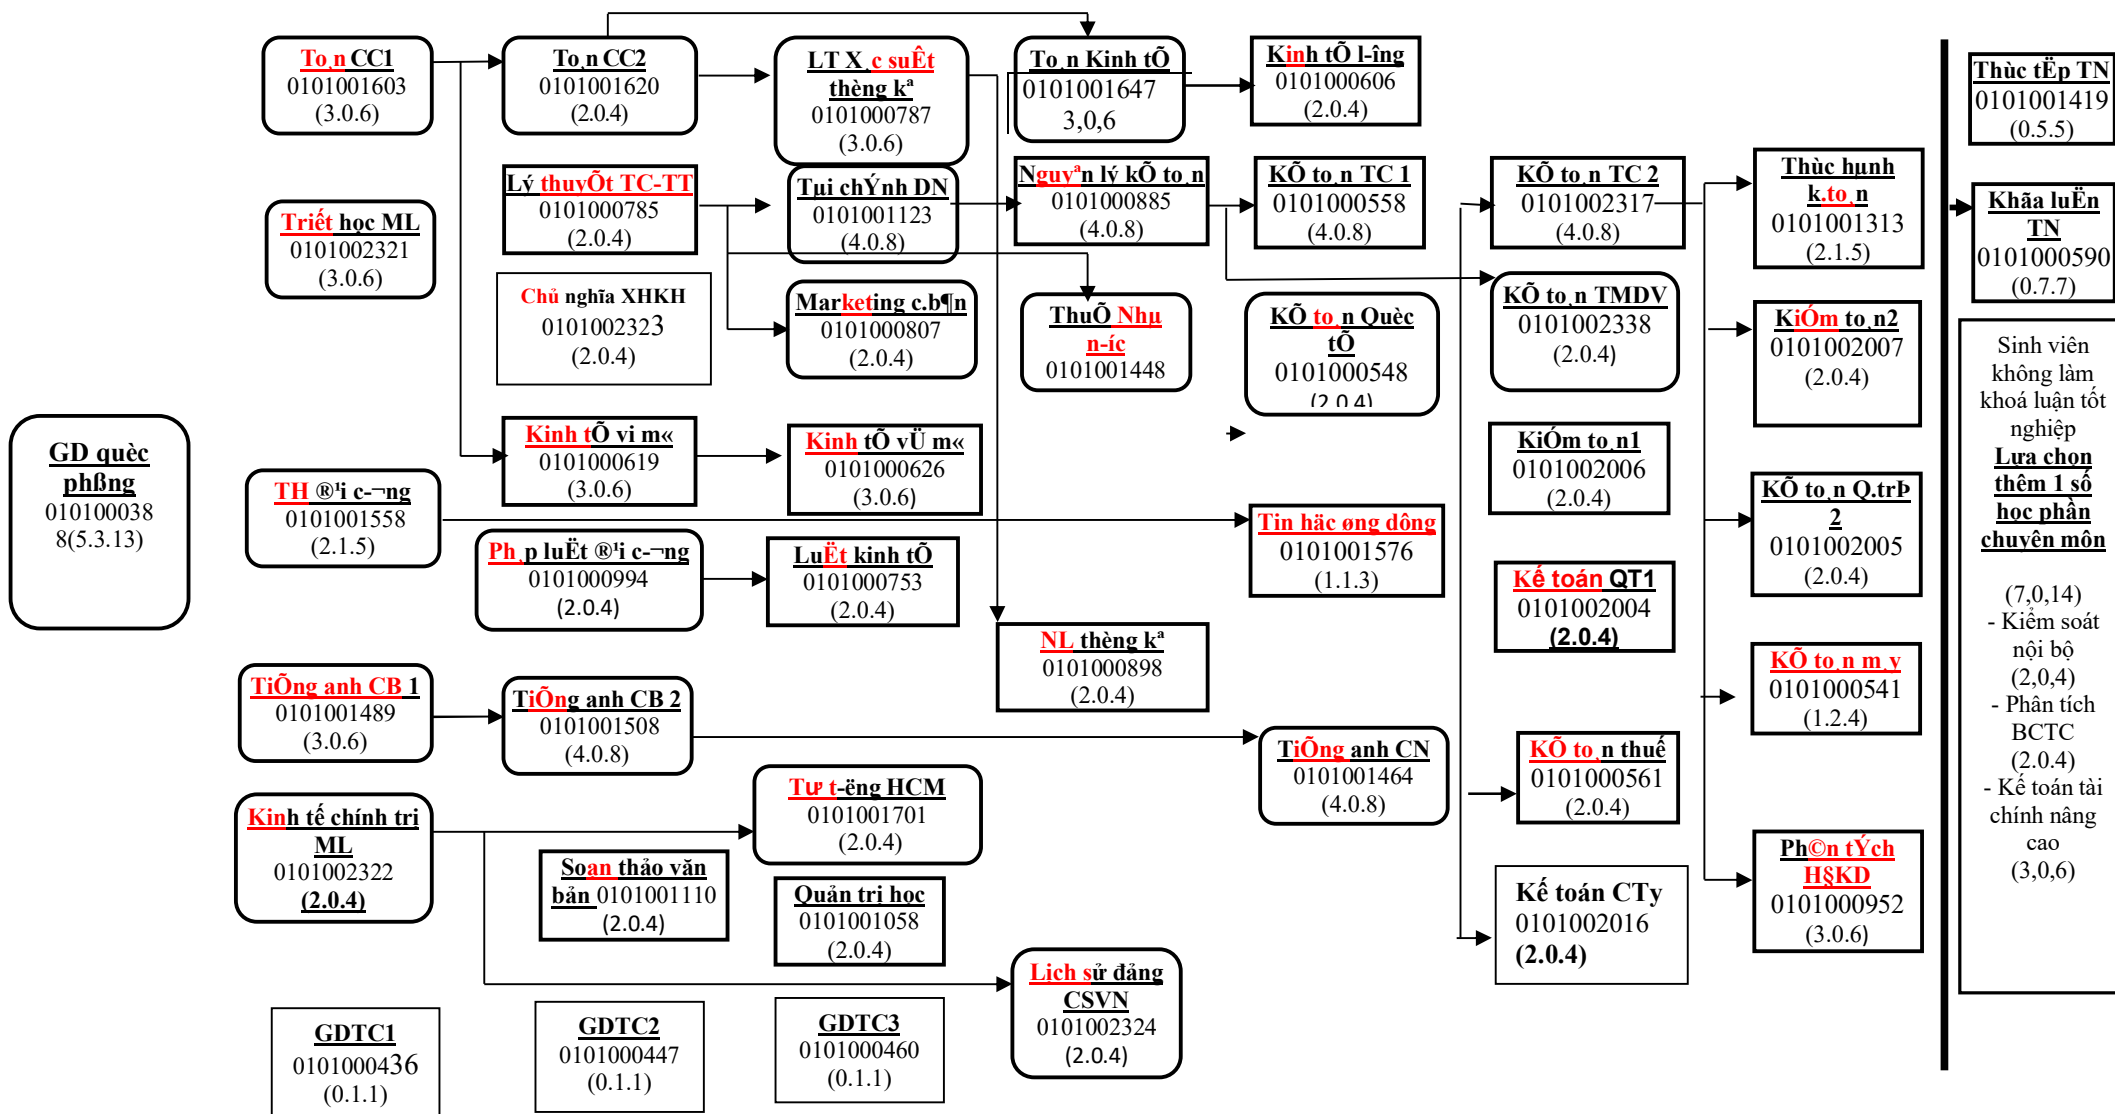 To¸n CC1
0101001603
(3.0.6)
To¸n CC2
0101001620
(2.0.4)
LT X¸c suÊt
thèng kª
0101000787
(3.0.6)
To¸n Kinh tÕ
0101001647
3,0,6
Kinh tÕ l-îng
0101000606
(2.0.4)
Thùc tËp TN
0101001419
(0.5.5)
Triết học ML
0101002321
(3.0.6)
Lý thuyÕt TC-TT
0101000785
(2.0.4)
Tµi chÝnh DN
0101001123
(4.0.8)
Nguyªn lý kÕ to¸n
0101000885
(4.0.8)
KÕ to¸n TC 1
0101000558
(4.0.8)
KÕ to¸n TC 2
0101002317
(4.0.8)
Thùc hµnh
k.to¸n
0101001313
(2.1.5)
Khãa luËn
TN
0101000590
(0.7.7)
Chủ nghĩa XHKH
0101002323
(2.0.4)
Marketing c.b¶n
0101000807
(2.0.4)
ThuÕ Nhµ
n-íc
0101001448
KÕ to¸n Quèc
tÕ
0101000548
(2.0.4)
KÕ to¸n TMDV
0101002338
(2.0.4)
KiÓm to¸n2
0101002007
(2.0.4)
Sinh viên
không làm
khoá luận tốt
nghiệp
Lựa chọn
thêm 1 số
học phần
chuyên môn
(7,0,14)
- Kiểm soát
nội bộ
(2,0,4)
- Phân tích
BCTC
(2.0.4)
- Kế toán tài
chính nâng
cao
(3,0,6)
GD quèc
phßng
010100038
8(5.3.13)
TH ®¹i c-¬ng
0101001558
(2.1.5)
Kinh tÕ vi m«
0101000619
(3.0.6)
Kinh tÕ vÜ m«
0101000626
(3.0.6)
KiÓm to¸n1
0101002006
(2.0.4)
KÕ to¸n Q.trÞ
2
0101002005
(2.0.4)
Ph¸p luËt ®¹i c-¬ng
0101000994
(2.0.4)
LuËt kinh tÕ
0101000753
(2.0.4)
Tin häc øng dông
0101001576
(1.1.3)
Kế toán QT1
0101002004
(2.0.4)
NL thèng kª
0101000898
(2.0.4)
KÕ to¸n m¸y
0101000541
(1.2.4)
TiÕng anh CB 1
0101001489
(3.0.6)
TiÕng anh CB 2
0101001508
(4.0.8)
TiÕng anh CN
0101001464
(4.0.8)
KÕ to¸n thuế
0101000561
(2.0.4)
Kinh tế chính trị
ML
0101002322
(2.0.4)
Tư t-ëng HCM
0101001701
(2.0.4)
Soạn thảo văn
bản 0101001110
(2.0.4)
Quản trị học
0101001058
(2.0.4)
Kế toán CTy
0101002016
(2.0.4)
Ph©n tÝch
H§KD
0101000952
(3.0.6)
Lịch sử đảng
CSVN
0101002324
(2.0.4)
GDTC1
0101000436
(0.1.1)
GDTC2
0101000447
(0.1.1)
GDTC3
0101000460
(0.1.1)